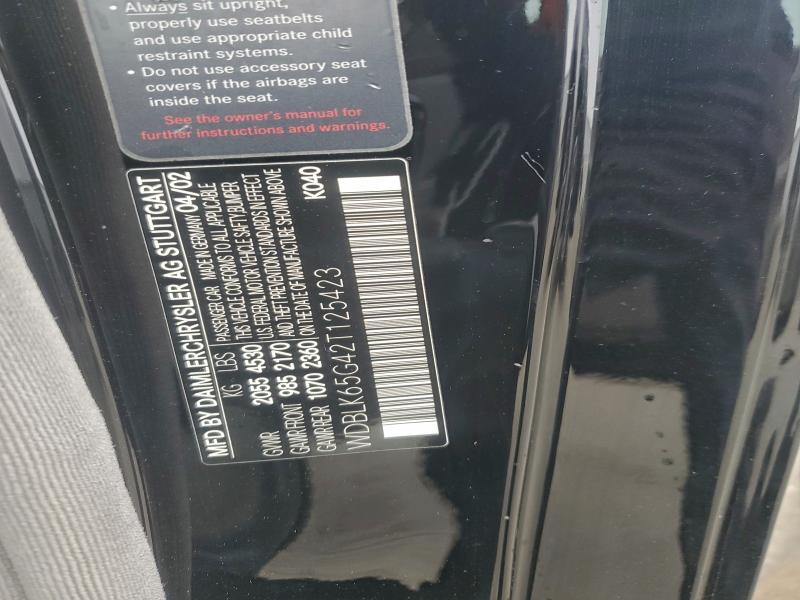 • Always sit upright,
properly use seatbelts
and use appropriate child
restraint systems.
• Do not use accessory seat
covers if the airbags are
inside the seat.
See the owner's manual for
further instructions and warnings.
MFD BY DAIMLERCHRYSLER AG STUTTGART
KG LBS PASSENGER CAR MADE IN GERMANY 04/02
GVWR 2055 4530 THIS VEHICLE CONFORMS TO ALL APPLICABLE
U.S. FEDERAL MOTOR VEHICLE SAFTY, BUMPER
GAWR FRONT 985 2170 AND THEFT PREVENTION STANDARDS IN EFFECT
GAWR REAR 1070 2360 ON THE DATE OF MANUFACTURE SHOWN ABOVE
WDBLK65G42T125423 K040